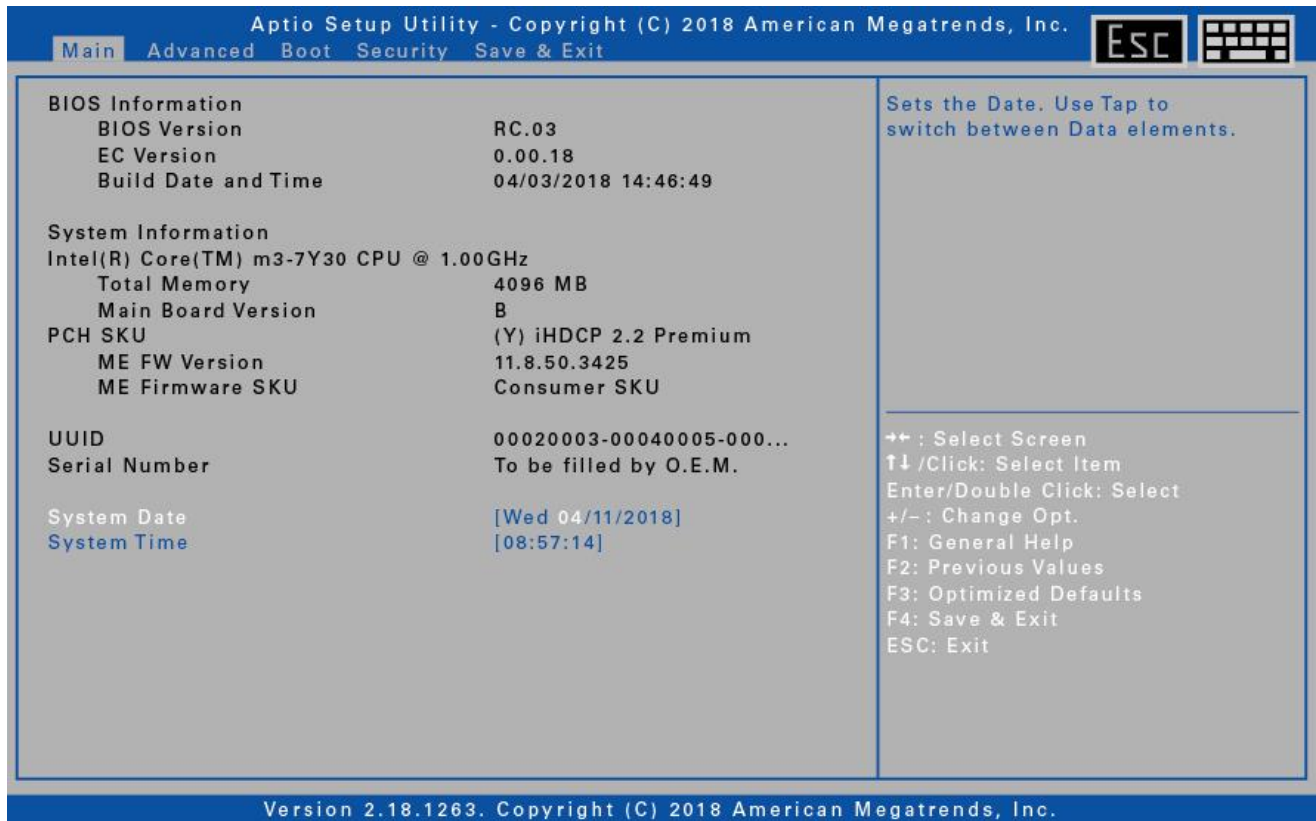 Aptio Setup Utility - Copyright (C) 2018 American Megatrends, Inc.
Main Advanced Boot Security Save & Exit
Esc
BIOS Information
BIOS Version RC.03
EC Version 0.00.18
Build Date and Time 04/03/2018 14:46:49
System Information
Intel(R) Core(TM) m3-7Y30 CPU @ 1.00GHz
Total Memory 4096 MB
Main Board Version B
PCH SKU (Y) iHDCP 2.2 Premium
ME FW Version 11.8.50.3425
ME Firmware SKU Consumer SKU
UUID 00020003-00040005-000...
Serial Number To be filled by O.E.M.
System Date [Wed 04/11/2018]
System Time [08:57:14]
Sets the Date. Use Tap to
switch between Data elements.
→← : Select Screen
↑↓ /Click: Select Item
Enter/Double Click: Select
+/– : Change Opt.
F1: General Help
F2: Previous Values
F3: Optimized Defaults
F4: Save & Exit
ESC: Exit
Version 2.18.1263. Copyright (C) 2018 American Megatrends, Inc.